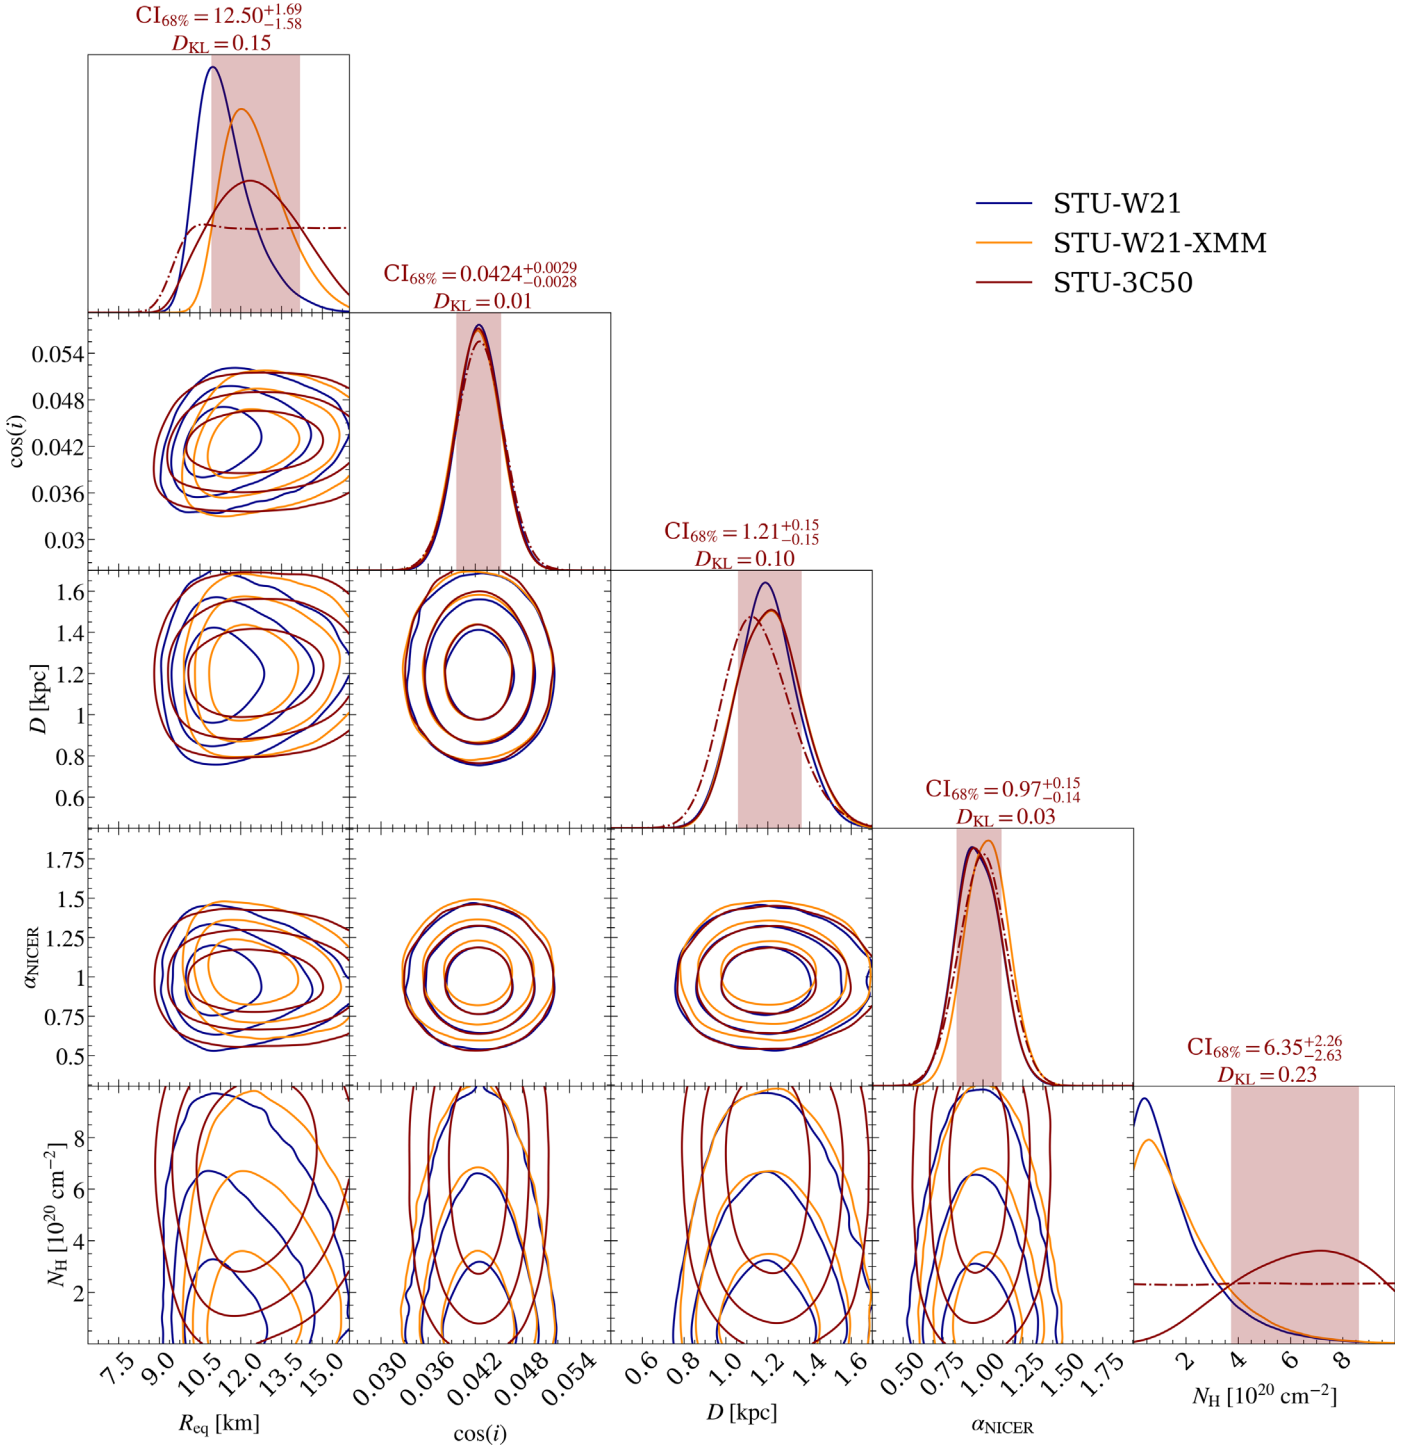 CI68% = 12.50+1.69−1.58
DKL = 0.15
STU-W21
STU-W21-XMM
STU-3C50
CI68% = 0.0424+0.0029−0.0028
DKL = 0.01
0.054
0.048
0.042
0.036
0.03
cos(i)
CI68% = 1.21+0.15−0.15
DKL = 0.10
1.6
1.4
1.2
1
0.8
0.6
D [kpc]
CI68% = 0.97+0.15−0.14
DKL = 0.03
1.75
1.5
1.25
1
0.75
0.5
αNICER
CI68% = 6.35+2.26−2.63
DKL = 0.23
8
6
4
2
NH [10²⁰ cm⁻²]
7.5 9.0 10.5 12.0 13.5 15.0
0.030 0.036 0.042 0.048 0.054
0.6 0.8 1.0 1.2 1.4 1.6
0.50 0.75 1.00 1.25 1.50 1.75
2 4 6 8
Req [km]
cos(i)
D [kpc]
αNICER
NH [10²⁰ cm⁻²]